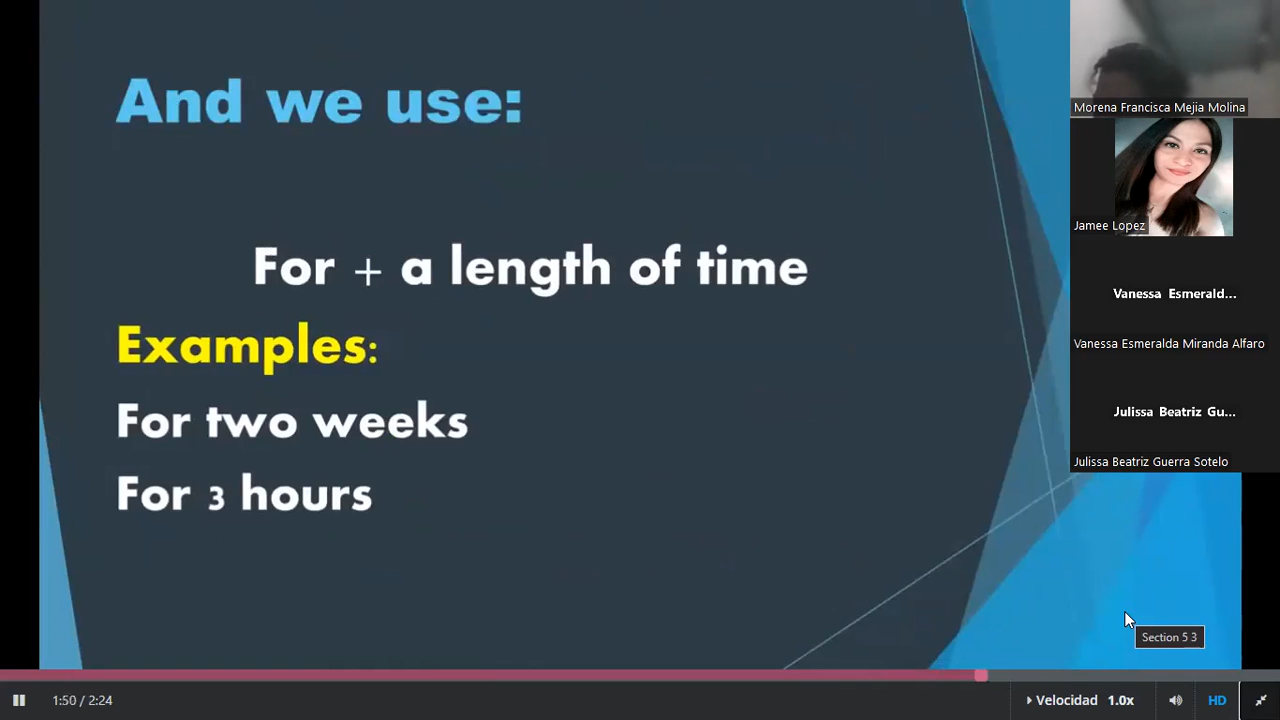 And we use:
For + a length of time
Examples:
For two weeks
For 3 hours
Morena Francisca Mejia Molina
Jamee Lopez
Vanessa Esmerald...
Vanessa Esmeralda Miranda Alfaro
Julissa Beatriz Gu...
Julissa Beatriz Guerra Sotelo
Section 5 3
1:50 / 2:24
Velocidad 1.0x
HD